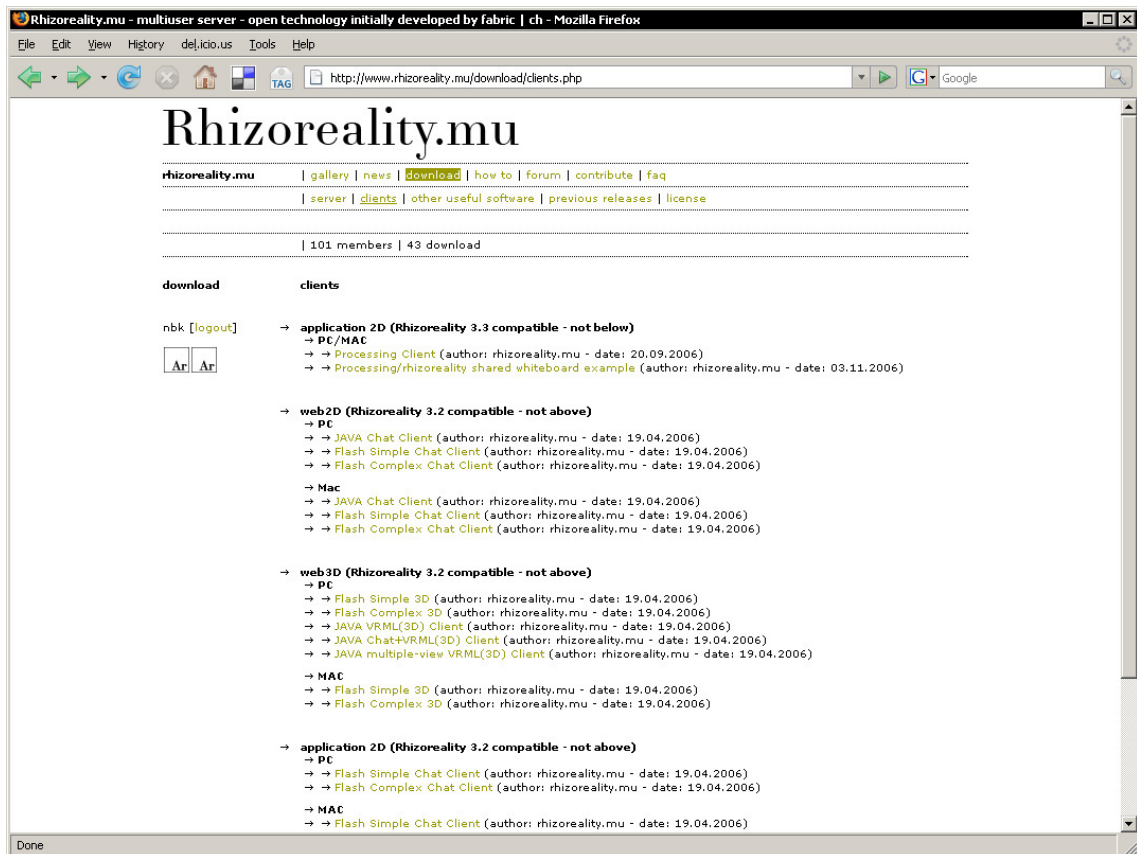 Rhizoreality.mu - multiuser server - open technology initially developed by fabric | ch - Mozilla Firefox
File Edit View History del.icio.us Tools Help
TAG http://www.rhizoreality.mu/download/clients.php G Google
Rhizoreality.mu
rhizoreality.mu | gallery | news | download | how to | forum | contribute | faq
| server | clients | other useful software | previous releases | license
| 101 members | 43 download
download clients
nbk [logout] → application 2D (Rhizoreality 3.3 compatible - not below)
→ PC/MAC
Ar Ar → → Processing Client (author: rhizoreality.mu - date: 20.09.2006)
→ → Processing/rhizoreality shared whiteboard example (author: rhizoreality.mu - date: 03.11.2006)
→ web2D (Rhizoreality 3.2 compatible - not above)
→ PC
→ → JAVA Chat Client (author: rhizoreality.mu - date: 19.04.2006)
→ → Flash Simple Chat Client (author: rhizoreality.mu - date: 19.04.2006)
→ → Flash Complex Chat Client (author: rhizoreality.mu - date: 19.04.2006)
→ Mac
→ → JAVA Chat Client (author: rhizoreality.mu - date: 19.04.2006)
→ → Flash Simple Chat Client (author: rhizoreality.mu - date: 19.04.2006)
→ → Flash Complex Chat Client (author: rhizoreality.mu - date: 19.04.2006)
→ web3D (Rhizoreality 3.2 compatible - not above)
→ PC
→ → Flash Simple 3D (author: rhizoreality.mu - date: 19.04.2006)
→ → Flash Complex 3D (author: rhizoreality.mu - date: 19.04.2006)
→ → JAVA VRML(3D) Client (author: rhizoreality.mu - date: 19.04.2006)
→ → JAVA Chat+VRML(3D) Client (author: rhizoreality.mu - date: 19.04.2006)
→ → JAVA multiple-view VRML(3D) Client (author: rhizoreality.mu - date: 19.04.2006)
→ MAC
→ → Flash Simple 3D (author: rhizoreality.mu - date: 19.04.2006)
→ → Flash Complex 3D (author: rhizoreality.mu - date: 19.04.2006)
→ application 2D (Rhizoreality 3.2 compatible - not above)
→ PC
→ → Flash Simple Chat Client (author: rhizoreality.mu - date: 19.04.2006)
→ → Flash Complex Chat Client (author: rhizoreality.mu - date: 19.04.2006)
→ MAC
→ → Flash Simple Chat Client (author: rhizoreality.mu - date: 19.04.2006)
Done